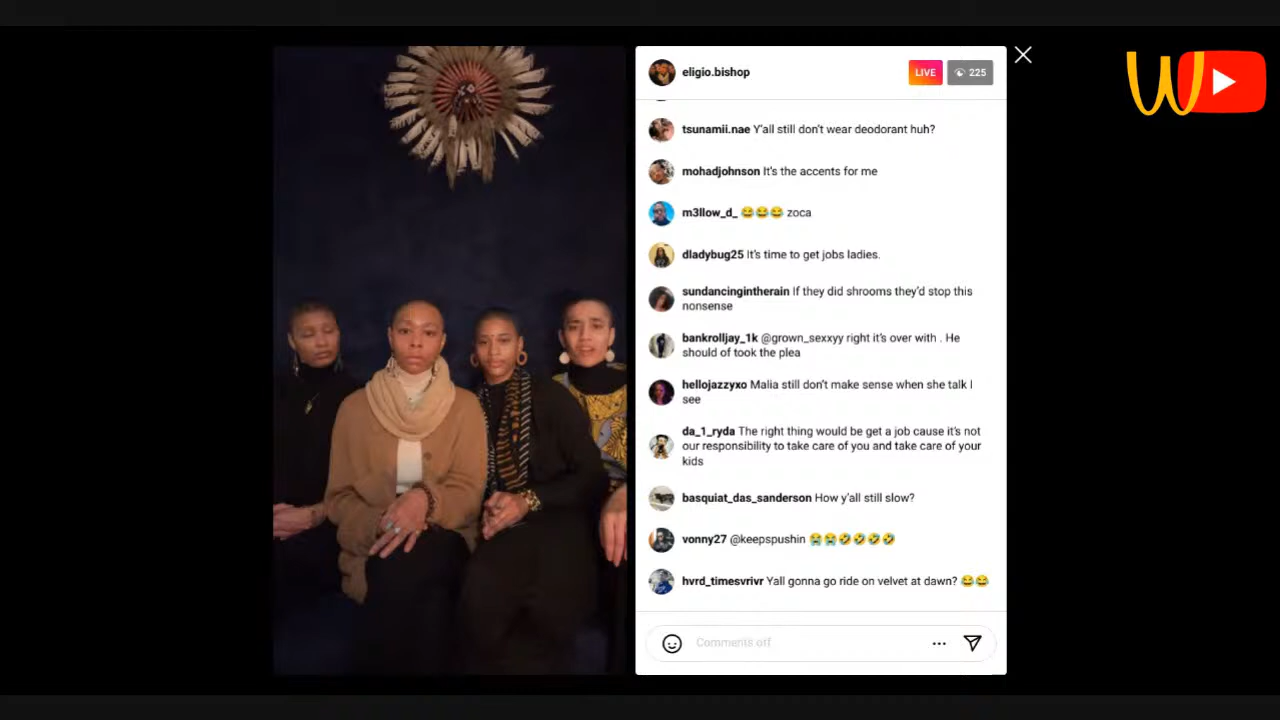 eligio.bishop
LIVE
225
tsunamii.nae Y'all still don't wear deodorant huh?
mohadjohnson It's the accents for me
m3llow_d_ 😂😂😂 zoca
dladybug25 It's time to get jobs ladies.
sundancingintherain If they did shrooms they'd stop this
nonsense
bankrolljay_1k @grown_sexxyy right it's over with . He
should of took the plea
hellojazzyxo Malia still don't make sense when she talk I
see
da_1_ryda The right thing would be get a job cause it's not
our responsibility to take care of you and take care of your
kids
basquiat_das_sanderson How y'all still slow?
vonny27 @keepspushin 😭😭🤣🤣🤣🤣
hvrd_timesvrivr Yall gonna go ride on velvet at dawn? 😂😂
Comments off
W